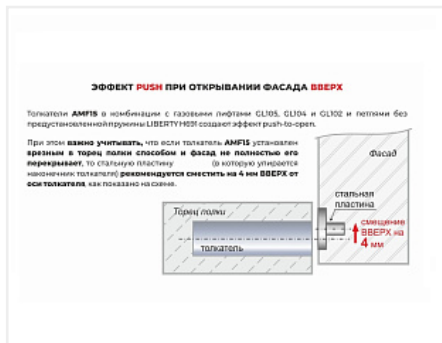 ЭФФЕКТ PUSH ПРИ ОТКРЫВАНИИ ФАСАДА ВВЕРХ
Толкатели AMF15 в комбинации с газовыми лифтами GL105, GL104 и GL102 и петлями без
предустановленной пружины LIBERTY H691 создают эффект push-to-open.
При этом важно учитывать, что если толкатель AMF15 установлен
врезным в торец полки способом и фасад не полностью его
перекрывает, то стальную пластину (в которую упирается
наконечник толкателя) рекомендуется сместить на 4 мм ВВЕРХ от
оси толкателя, как показано на схеме.
Фасад
стальная
пластина
Торец полки
смещение
ВВЕРХ на
4 мм
толкатель